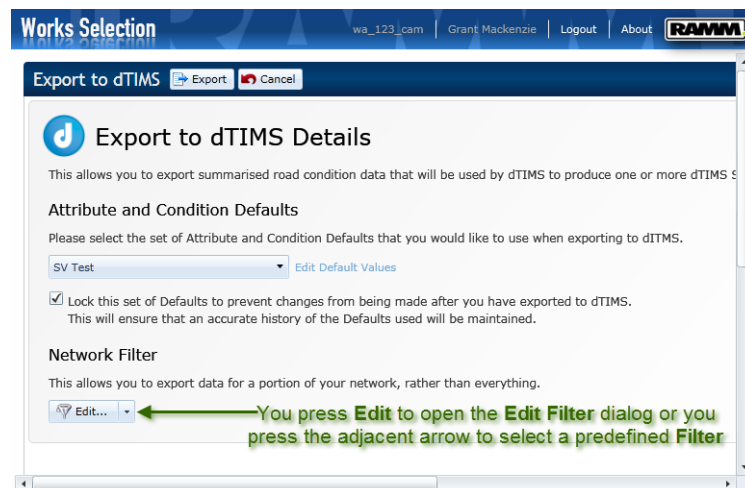 Works Selection
wa_123_cam | Grant Mackenzie | Logout | About RAMM
Export to dTIMS Export Cancel
d Export to dTIMS Details
This allows you to export summarised road condition data that will be used by dTIMS to produce one or more dTIMS S
Attribute and Condition Defaults
Please select the set of Attribute and Condition Defaults that you would like to use when exporting to dITMS.
SV Test Edit Default Values
Lock this set of Defaults to prevent changes from being made after you have exported to dTIMS.
This will ensure that an accurate history of the Defaults used will be maintained.
Network Filter
This allows you to export data for a portion of your network, rather than everything.
Edit... You press Edit to open the Edit Filter dialog or you
press the adjacent arrow to select a predefined Filter